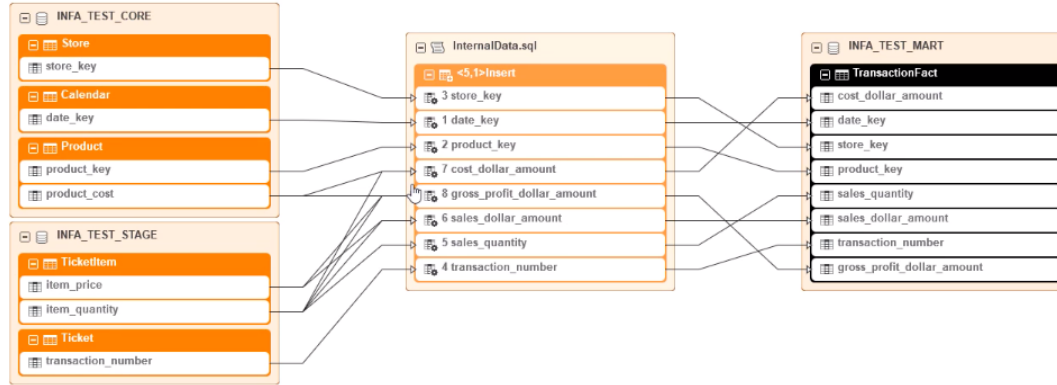 INFA_TEST_CORE
Store
store_key
Calendar
date_key
Product
product_key
product_cost
INFA_TEST_STAGE
TicketItem
item_price
item_quantity
Ticket
transaction_number
InternalData.sql
<5,1>Insert
3 store_key
1 date_key
2 product_key
7 cost_dollar_amount
8 gross_profit_dollar_amount
6 sales_dollar_amount
5 sales_quantity
4 transaction_number
INFA_TEST_MART
TransactionFact
cost_dollar_amount
date_key
store_key
product_key
sales_quantity
sales_dollar_amount
transaction_number
gross_profit_dollar_amount